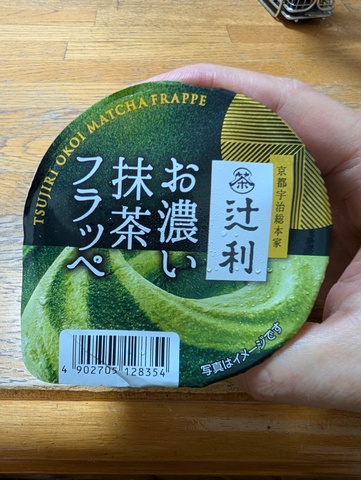 TSUJIRI OKOI MATCHA FRAPPE
京都宇治総本家
茶
辻利
お濃い
抹茶
フラッペ
写真はイメージです
4 902705 128354